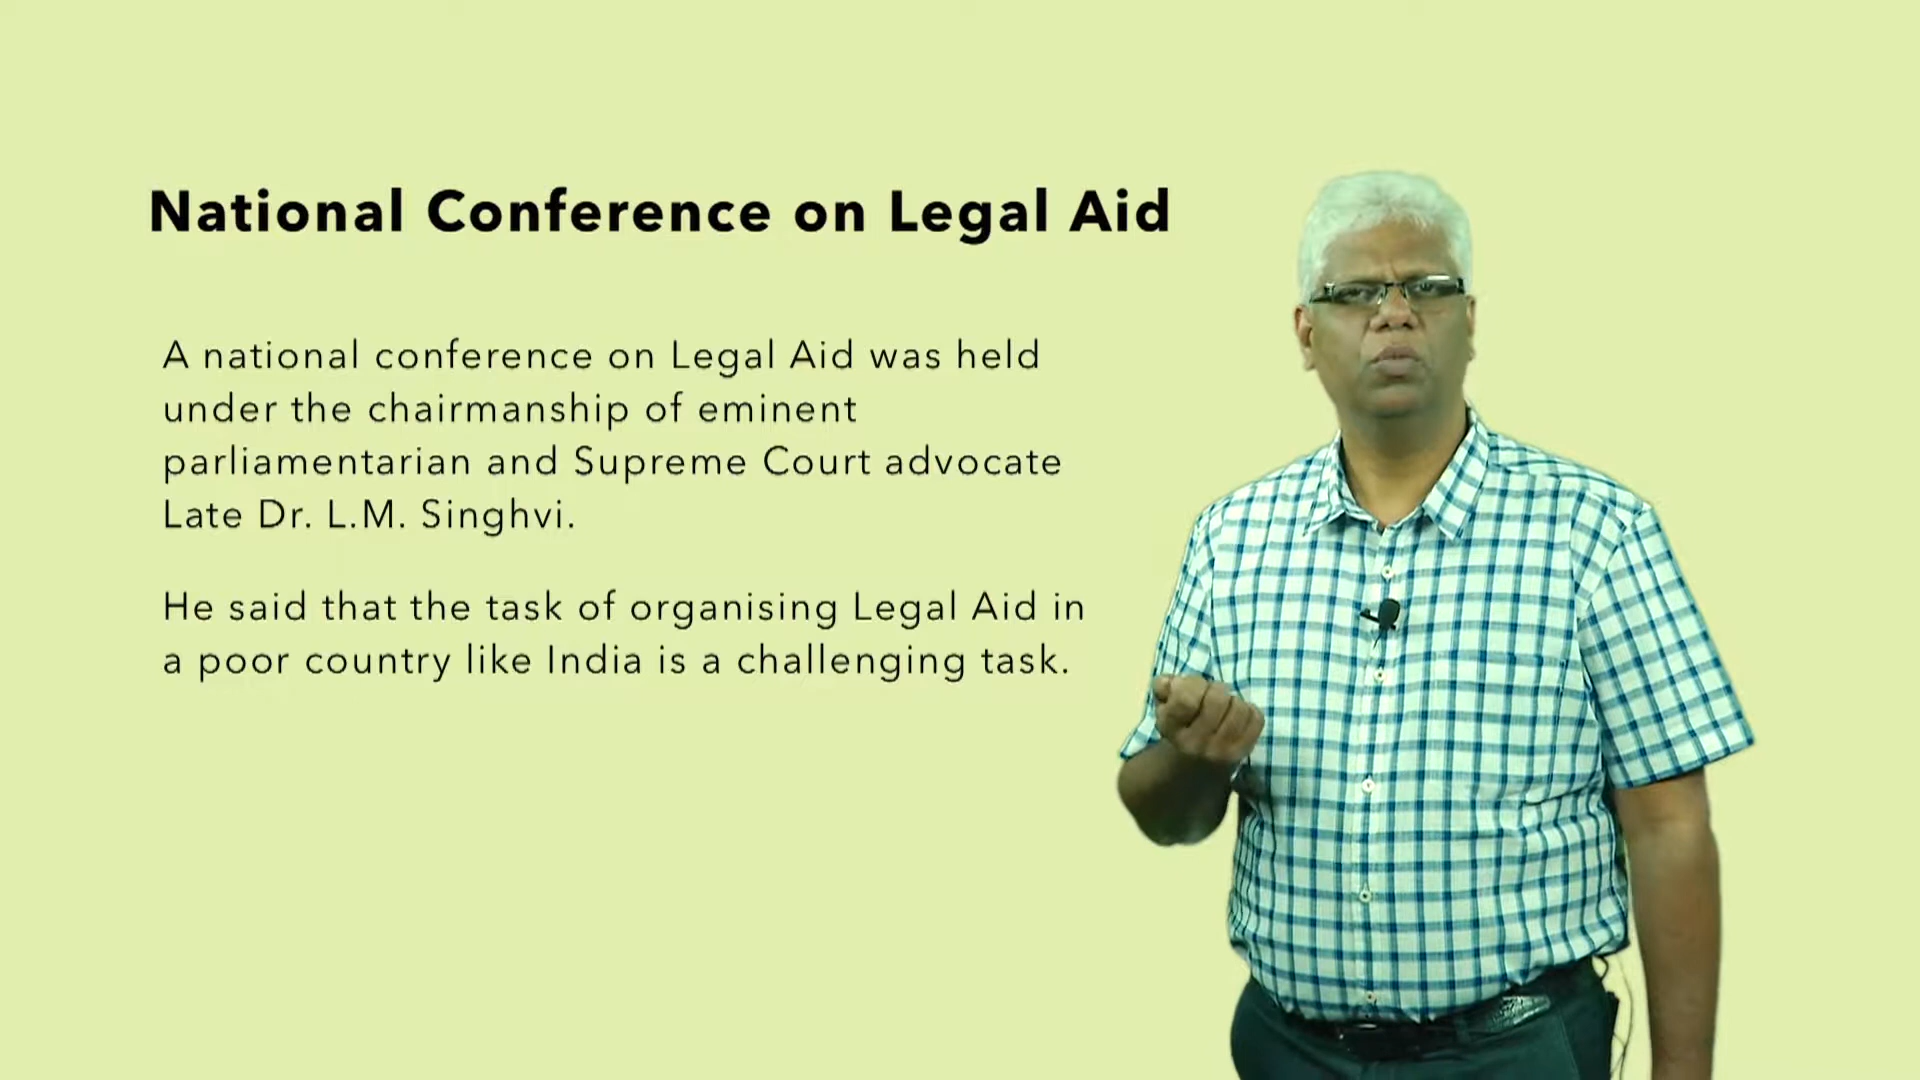 National Conference on Legal Aid
A national conference on Legal Aid was held
under the chairmanship of eminent
parliamentarian and Supreme Court advocate
Late Dr. L.M. Singhvi.
He said that the task of organising Legal Aid in
a poor country like India is a challenging task.